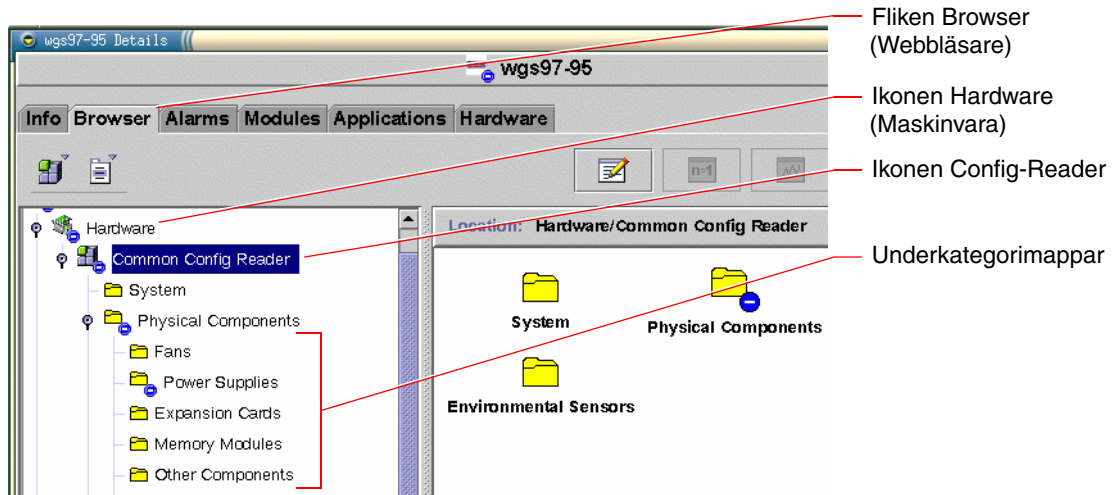 Fliken Browser
(Webbläsare)
wgs97-95 Details
wgs97-95
Ikonen Hardware
(Maskinvara)
Info Browser Alarms Modules Applications Hardware
Ikonen Config-Reader
n=1
Hardware
Location: Hardware/Common Config Reader
Common Config Reader
Underkategorimappar
System
Physical Components
Fans
Power Supplies
Expansion Cards
Memory Modules
Other Components
System
Physical Components
Environmental Sensors